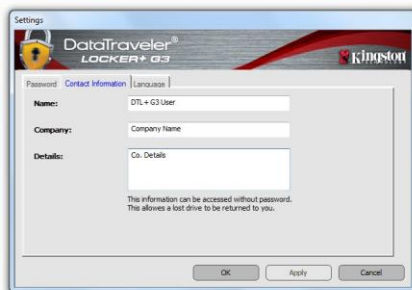 Settings
DataTraveler®
LOCKER+ G3
Kingston
Password Contact Information Language
Name: DTL+ G3 User
Company: Company Name
Details: Co. Details
This information can be accessed without password.
This allowes a lost drive to be returned to you.
OK Apply Cancel